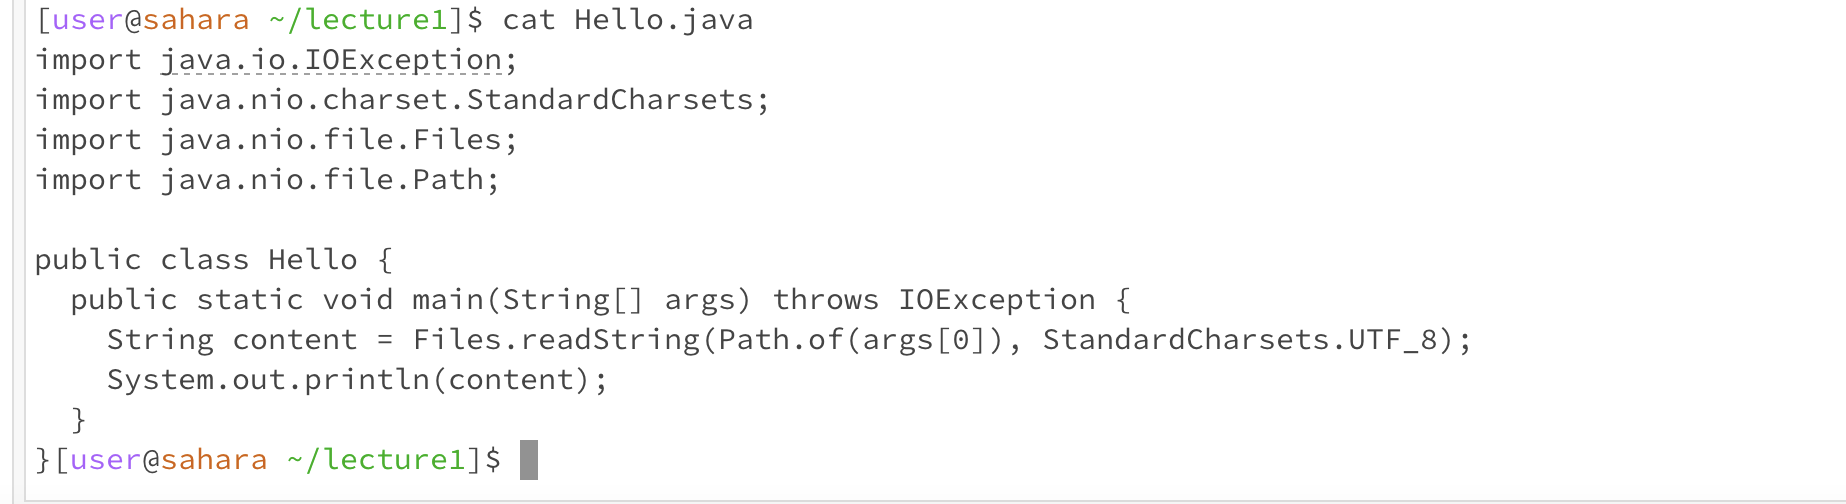 [user@sahara ~/lecture1]$ cat Hello.java
import java.io.IOException;
import java.nio.charset.StandardCharsets;
import java.nio.file.Files;
import java.nio.file.Path;

public class Hello {
  public static void main(String[] args) throws IOException {
    String content = Files.readString(Path.of(args[0]), StandardCharsets.UTF_8);
    System.out.println(content);
  }
}[user@sahara ~/lecture1]$